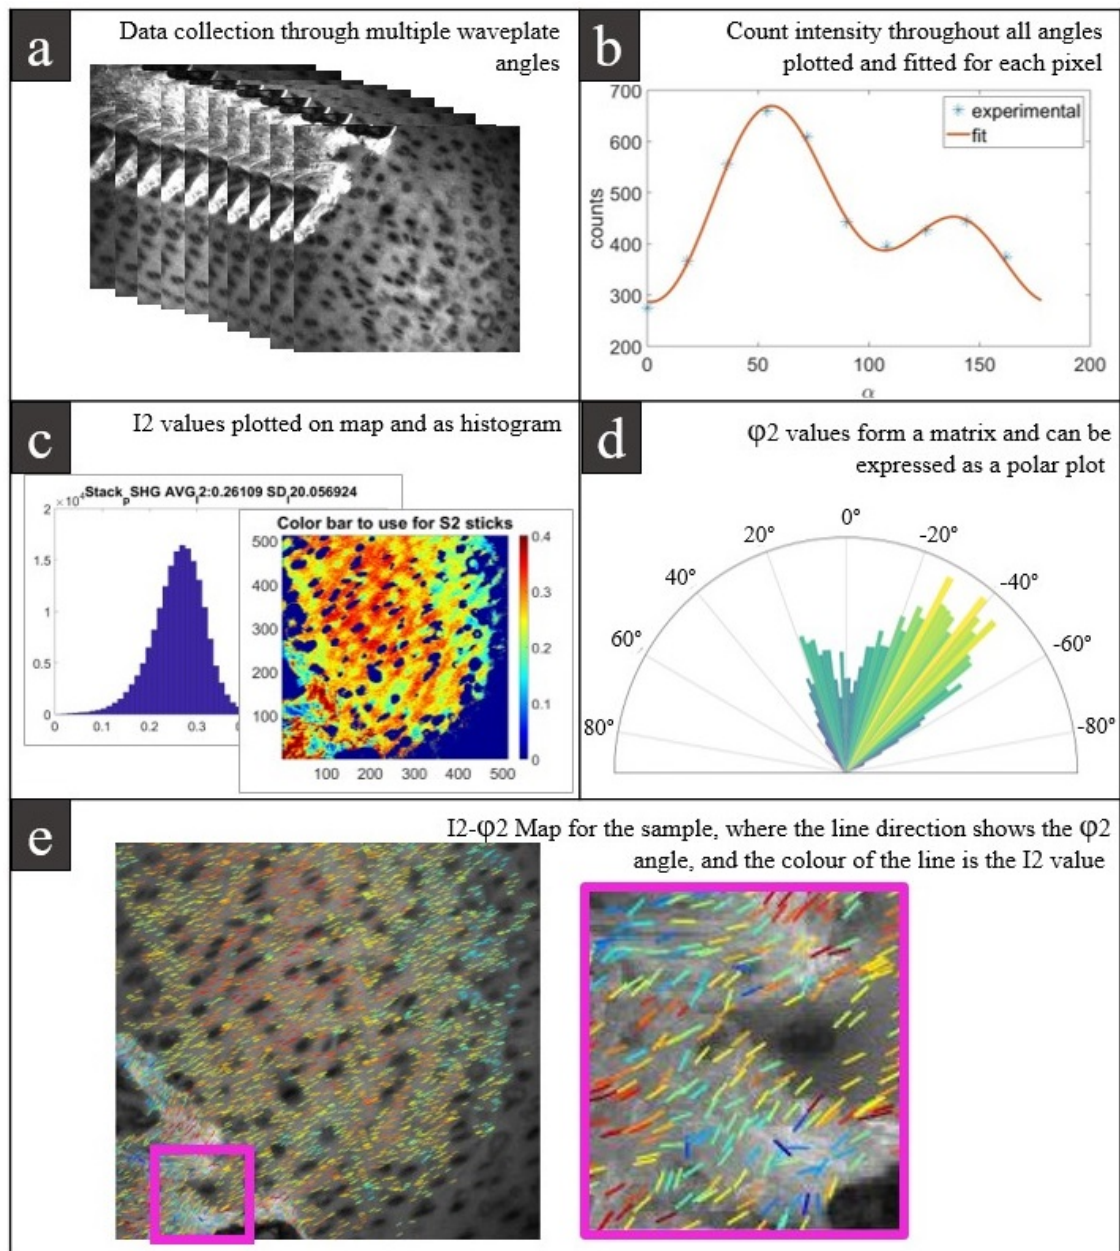 a
Data collection through multiple waveplate
angles
b
Count intensity throughout all angles
plotted and fitted for each pixel
700
600
500
400
300
200
counts
experimental
fit
0
50
100
150
200
α
c
I2 values plotted on map and as histogram
×10⁴
Stack_pSHG AVG_I2:0.26109 SD_I20.056924
2
1.5
1
0.5
0
0
0.1
0.2
0.3
Color bar to use for S2 sticks
500
400
300
200
100
100
200
300
400
500
0.4
0.3
0.2
0.1
0
d
φ2 values form a matrix and can be
expressed as a polar plot
0°
20°
-20°
40°
-40°
60°
-60°
80°
-80°
e
I2-φ2 Map for the sample, where the line direction shows the φ2
angle, and the colour of the line is the I2 value